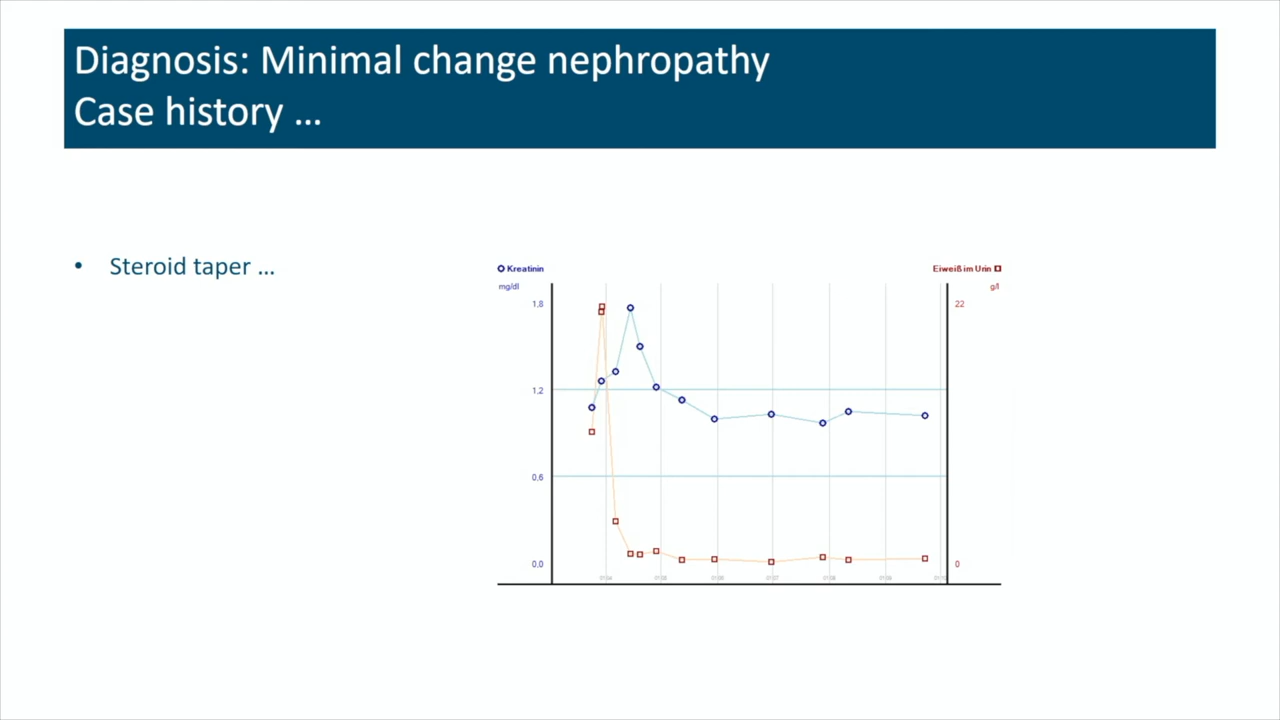 Diagnosis: Minimal change nephropathy
Case history ...
• Steroid taper ...
Kreatinin
mg/dl
Eiweiß im Urin
g/l
1,8
22
1,2
0,6
0,0
0